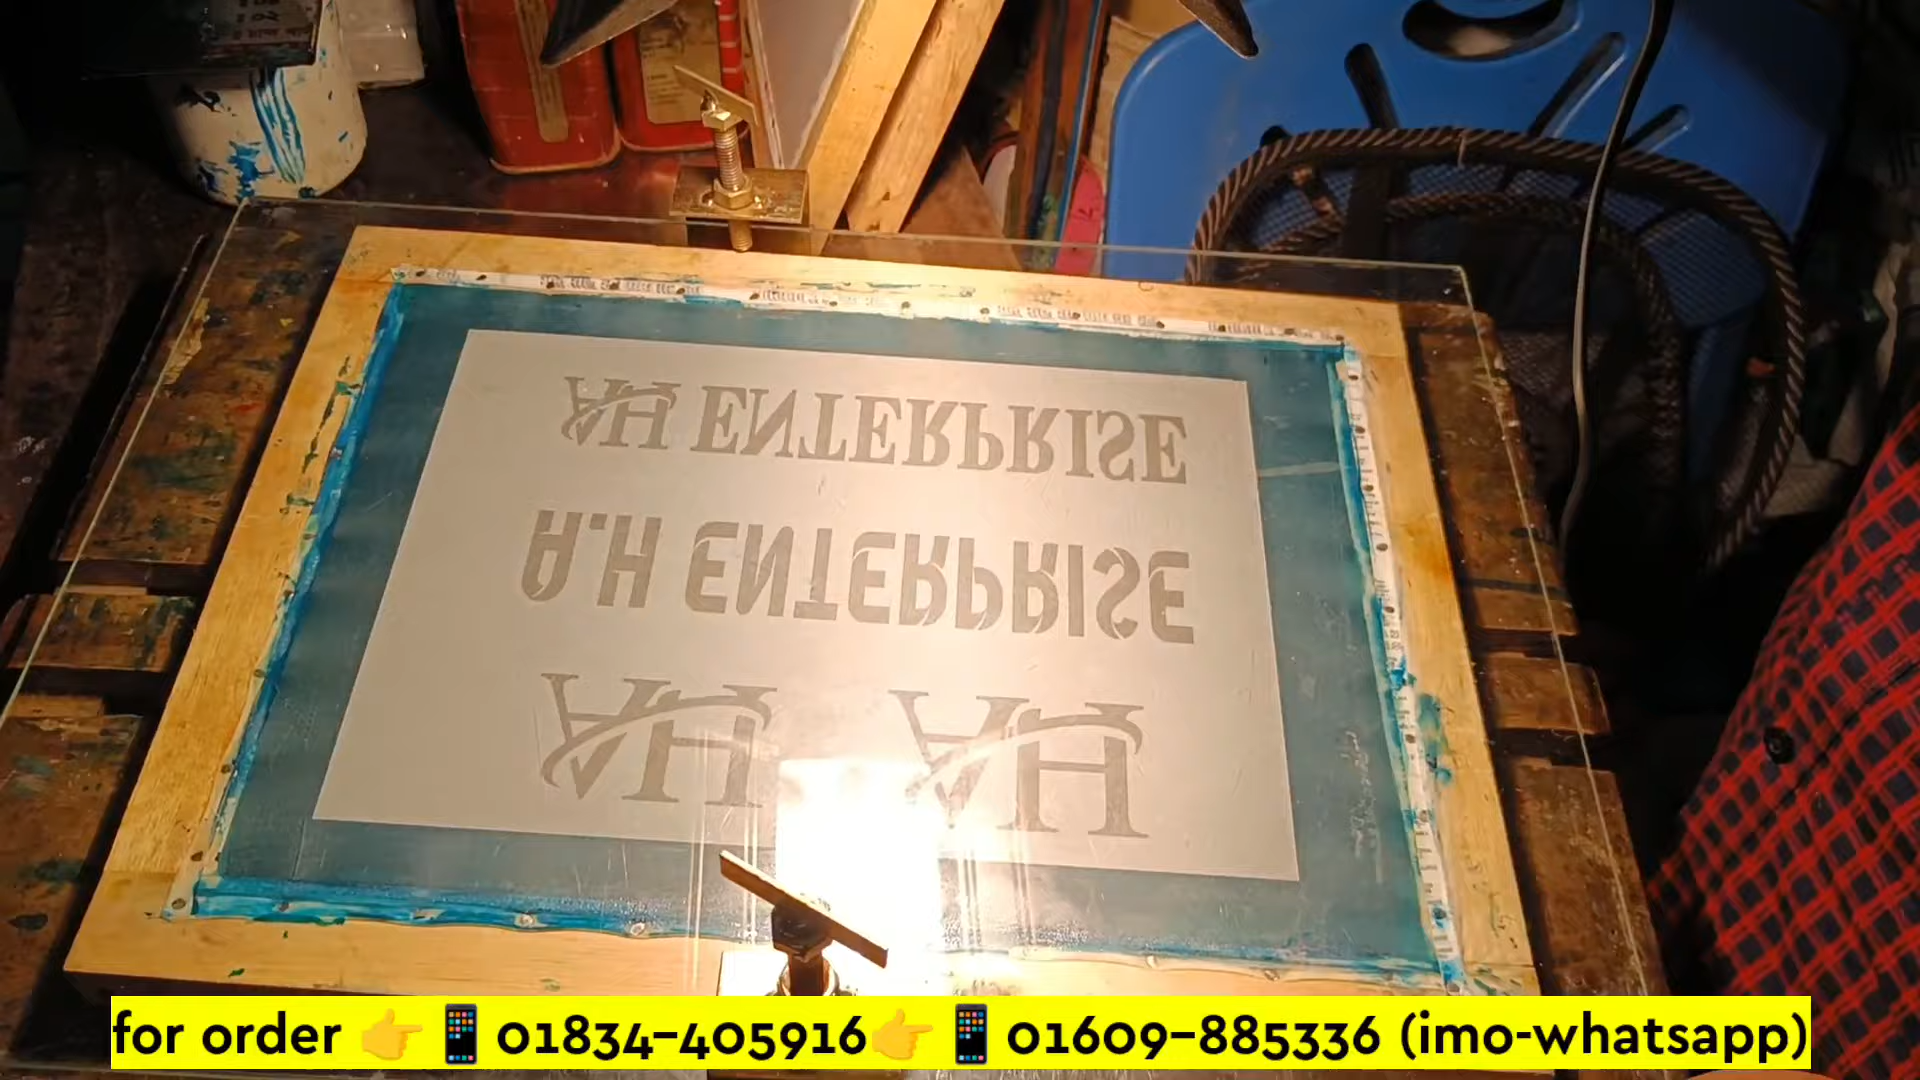 AH ENTERPRISE
A.H ENTERPRISE
AH AH
for order 👉📱01834-405916👉📱01609-885336 (imo-whatsapp)